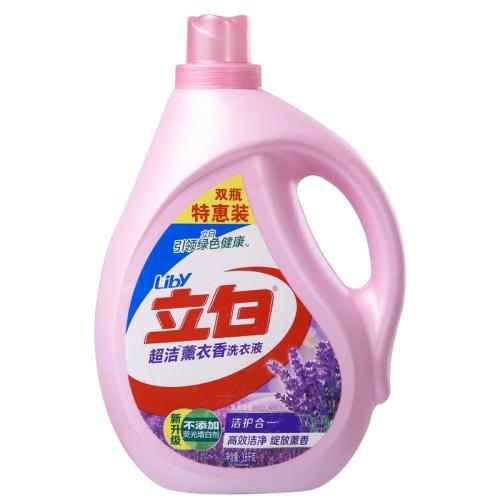 双瓶
特惠装
立白
引领绿色健康™
Liby
立白®
超洁薰衣香洗衣液
新升级
不添加
荧光增白剂
洁护合一
高效洁净 绽放薰香